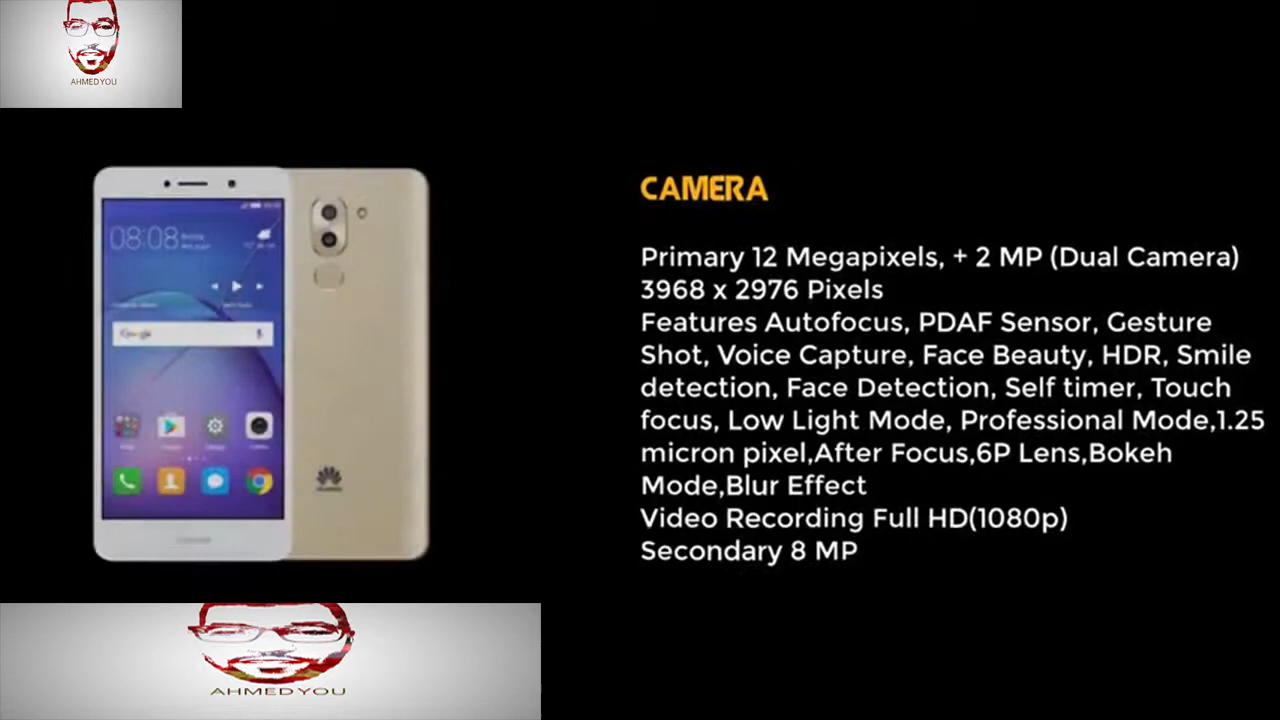 AHMEDYOU
08:08
Google
HUAWEI
CAMERA
Primary 12 Megapixels, + 2 MP (Dual Camera)
3968 x 2976 Pixels
Features Autofocus, PDAF Sensor, Gesture
Shot, Voice Capture, Face Beauty, HDR, Smile
detection, Face Detection, Self timer, Touch
focus, Low Light Mode, Professional Mode,1.25
micron pixel,After Focus,6P Lens,Bokeh
Mode,Blur Effect
Video Recording Full HD(1080p)
Secondary 8 MP
AHMEDYOU